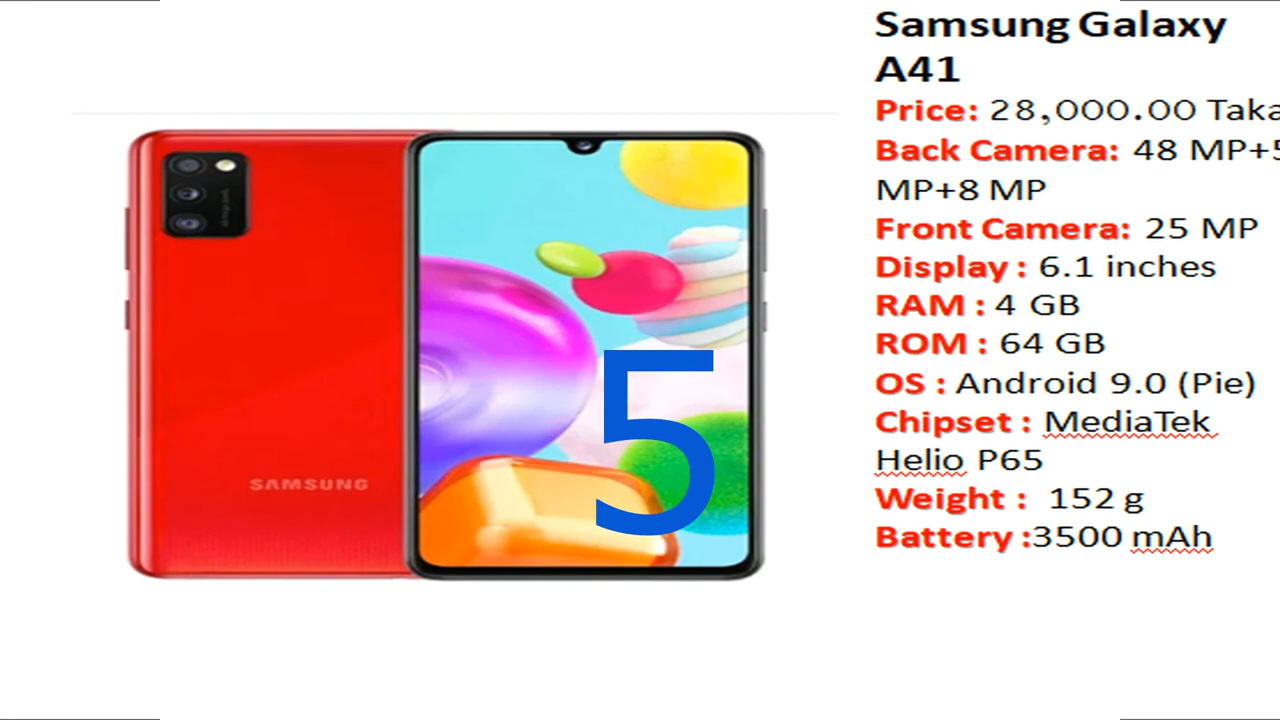 Samsung Galaxy
A41
Price: 28,000.00 Taka
Back Camera: 48 MP+5
MP+8 MP
Front Camera: 25 MP
Display : 6.1 inches
RAM : 4 GB
ROM : 64 GB
OS : Android 9.0 (Pie)
Chipset : MediaTek
Helio P65
Weight : 152 g
Battery :3500 mAh
SAMSUNG
5